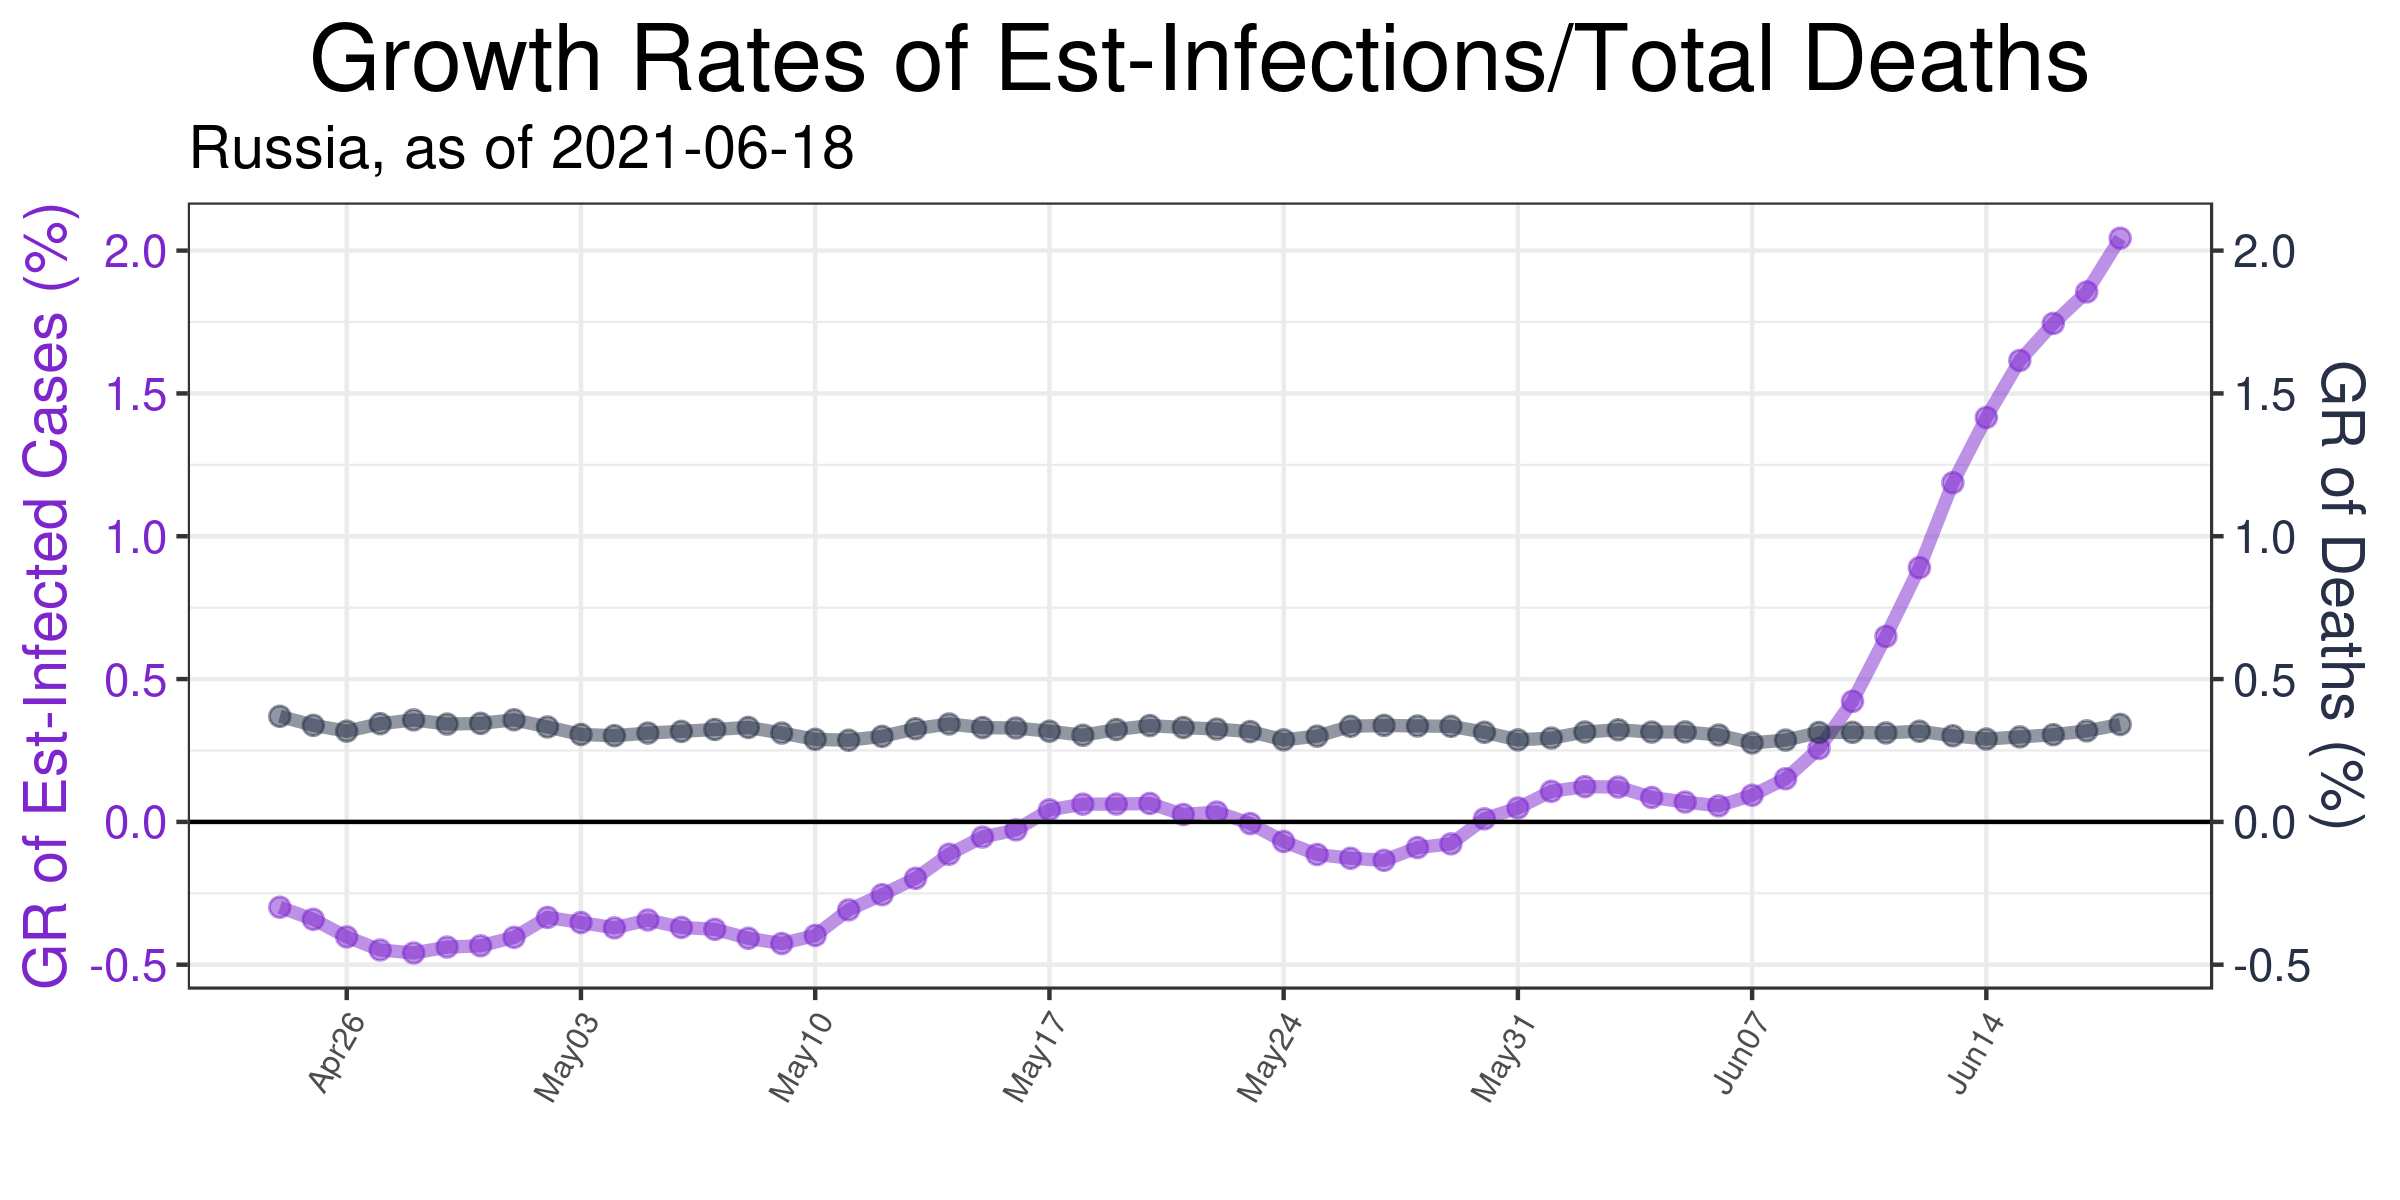 Growth Rates of Est-Infections/Total Deaths
Russia, as of 2021-06-18
GR of Est-Infected Cases (%)
2.0
1.5
1.0
0.5
0.0
-0.5
2.0
1.5
1.0
0.5
0.0
-0.5
GR of Deaths (%)
Apr26
May03
May10
May17
May24
May31
Jun07
Jun14